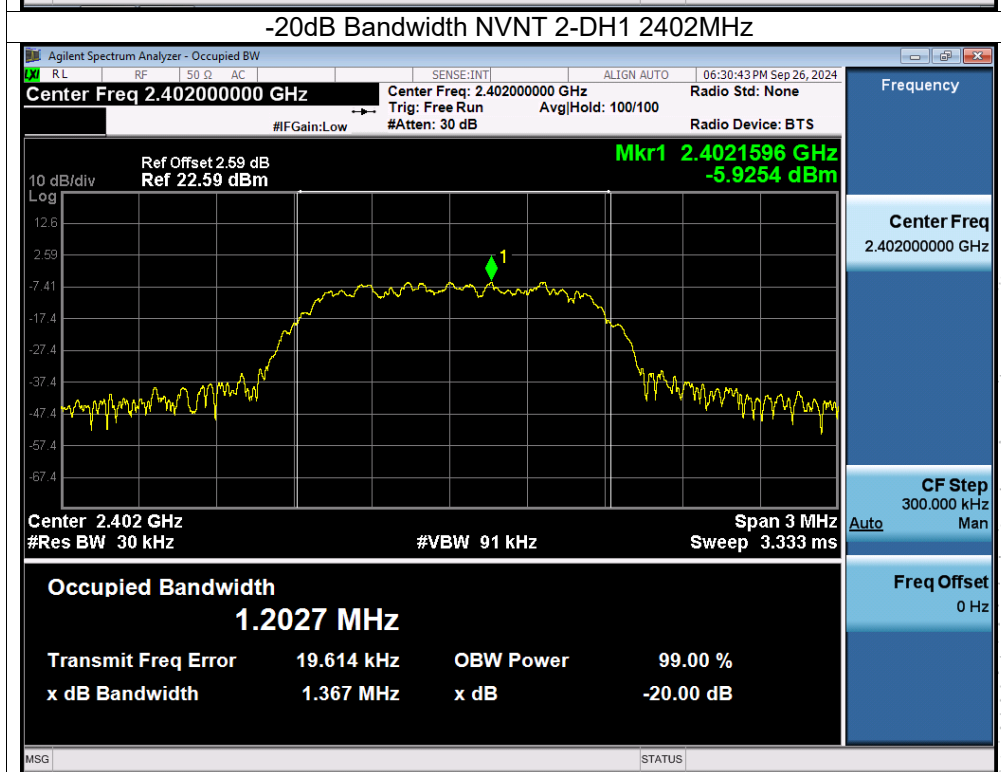 -20dB Bandwidth NVNT 2-DH1 2402MHz
Agilent Spectrum Analyzer - Occupied BW
LXI RL RF 50 Ω AC SENSE:INT ALIGN AUTO 06:30:43 PM Sep 26, 2024
Center Freq 2.402000000 GHz
Center Freq: 2.402000000 GHz
Radio Std: None
Trig: Free Run Avg|Hold: 100/100
#IFGain:Low #Atten: 30 dB Radio Device: BTS
Frequency
Ref Offset 2.59 dB
10 dB/div Ref 22.59 dBm
Mkr1 2.4021596 GHz
-5.9254 dBm
Log
12.6
2.59
-7.41
-17.4
-27.4
-37.4
-47.4
-57.4
-67.4
1
Center 2.402 GHz Span 3 MHz
#Res BW 30 kHz #VBW 91 kHz Sweep 3.333 ms
Center Freq
2.402000000 GHz
CF Step
300.000 kHz
Auto Man
Freq Offset
0 Hz
Occupied Bandwidth
1.2027 MHz
Transmit Freq Error 19.614 kHz OBW Power 99.00 %
x dB Bandwidth 1.367 MHz x dB -20.00 dB
MSG STATUS